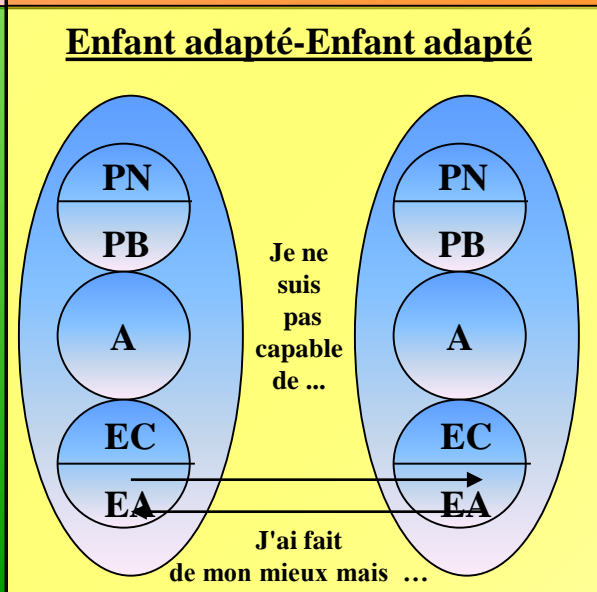 Enfant adapté-Enfant adapté
PN
PB
A
EC
EA
Je ne
suis
pas
capable
de ...
PN
PB
A
EC
EA
J'ai fait
de mon mieux mais …